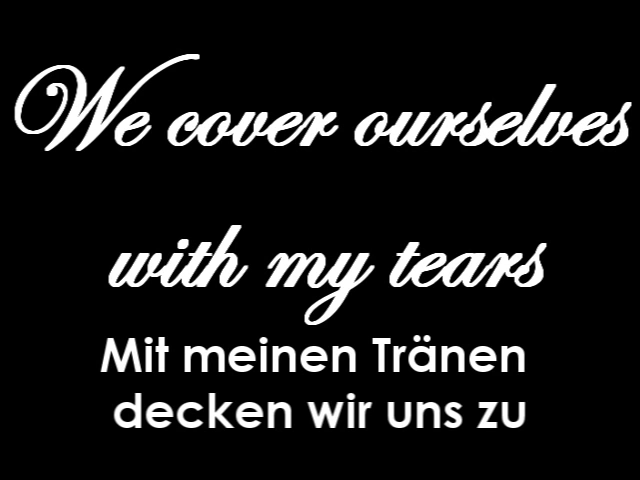 We cover ourselves
with my tears
Mit meinen Tränen
decken wir uns zu